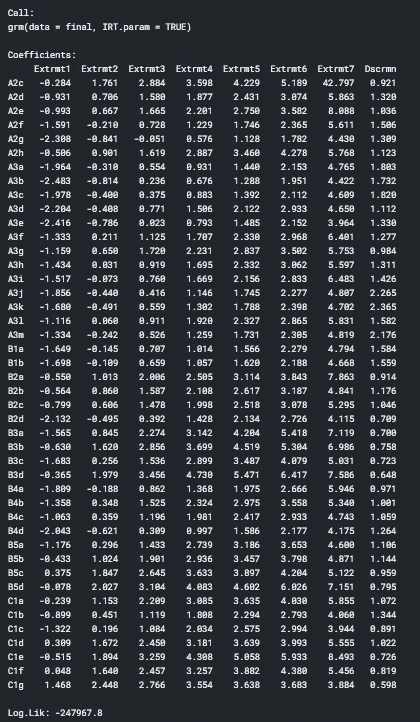 Call:
grm(data = final, IRT.param = TRUE)
Coefficients:
Extrmt1 Extrmt2 Extrmt3 Extrmt4 Extrmt5 Extrmt6 Extrmt7 Dscrmn
A2c -0.284 1.761 2.884 3.598 4.229 5.189 42.797 0.921
A2d -0.931 0.706 1.580 1.877 2.431 3.074 5.863 1.320
A2e -0.993 0.667 1.665 2.201 2.750 3.582 8.088 1.036
A2f -1.591 -0.210 0.728 1.229 1.746 2.365 5.611 1.506
A2g -2.308 -0.841 -0.051 0.576 1.128 1.782 4.430 1.309
A2h -0.506 0.901 1.619 2.887 3.460 4.278 5.768 1.123
A3a -1.964 -0.310 0.554 0.931 1.440 2.153 4.765 1.803
A3b -2.483 -0.814 0.236 0.676 1.288 1.951 4.422 1.732
A3c -1.978 -0.400 0.375 0.883 1.392 2.112 4.609 1.820
A3d -2.204 -0.408 0.771 1.506 2.122 2.933 4.650 1.112
A3e -2.416 -0.786 0.023 0.793 1.485 2.152 3.964 1.330
A3f -1.333 0.211 1.125 1.707 2.330 2.968 6.401 1.277
A3g -1.159 0.650 1.720 2.231 2.837 3.502 5.753 0.984
A3h -1.434 0.031 0.919 1.695 2.332 3.062 5.597 1.311
A3i -1.517 -0.073 0.760 1.669 2.156 2.833 6.483 1.426
A3j -1.856 -0.440 0.416 1.146 1.745 2.277 4.807 2.265
A3k -1.680 -0.491 0.559 1.302 1.788 2.398 4.702 2.365
A3l -1.116 0.060 0.911 1.920 2.327 2.865 5.831 1.582
A3m -1.334 -0.242 0.526 1.259 1.731 2.305 4.819 2.176
B1a -1.649 -0.145 0.707 1.014 1.566 2.279 4.794 1.584
B1b -1.698 -0.109 0.659 1.057 1.620 2.188 4.668 1.559
B2a -0.550 1.013 2.006 2.505 3.114 3.843 7.863 0.914
B2b -0.564 0.860 1.587 2.108 2.617 3.187 4.841 1.176
B2c -0.799 0.606 1.478 1.998 2.518 3.078 5.295 1.046
B2d -2.132 -0.495 0.392 1.428 2.134 2.726 4.115 0.709
B3a -1.565 0.845 2.274 3.142 4.204 5.418 7.119 0.700
B3b -0.630 1.620 2.856 3.699 4.519 5.304 6.986 0.758
B3c -1.683 0.256 1.536 2.899 3.487 4.079 5.031 0.723
B3d -0.365 1.979 3.456 4.730 5.471 6.417 7.586 0.648
B4a -1.809 -0.188 0.862 1.368 1.975 2.666 5.946 0.971
B4b -1.358 0.348 1.525 2.324 2.975 3.558 5.340 1.001
B4c -1.063 0.359 1.196 1.981 2.417 2.933 4.743 1.059
B4d -2.043 -0.621 0.309 0.997 1.586 2.177 4.175 1.264
B5a -1.176 0.296 1.433 2.739 3.186 3.653 4.600 1.106
B5b -0.433 1.024 1.901 2.936 3.457 3.798 4.871 1.144
B5c 0.375 1.847 2.645 3.633 3.897 4.204 5.122 0.959
B5d -0.078 2.027 3.104 4.083 4.602 6.026 7.151 0.795
C1a -0.239 1.153 2.209 3.085 3.635 4.030 5.855 1.072
C1b -0.899 0.451 1.119 1.808 2.294 2.793 4.060 1.344
C1c -1.322 0.196 1.084 2.034 2.575 2.994 3.944 0.891
C1d 0.309 1.672 2.450 3.181 3.639 3.993 5.555 1.022
C1e -0.515 1.894 3.259 4.308 5.058 5.933 8.493 0.726
C1f 0.048 1.640 2.457 3.257 3.882 4.380 5.456 0.819
C1g 1.468 2.448 2.766 3.554 3.638 3.683 3.884 0.598
Log.Lik: -247967.8